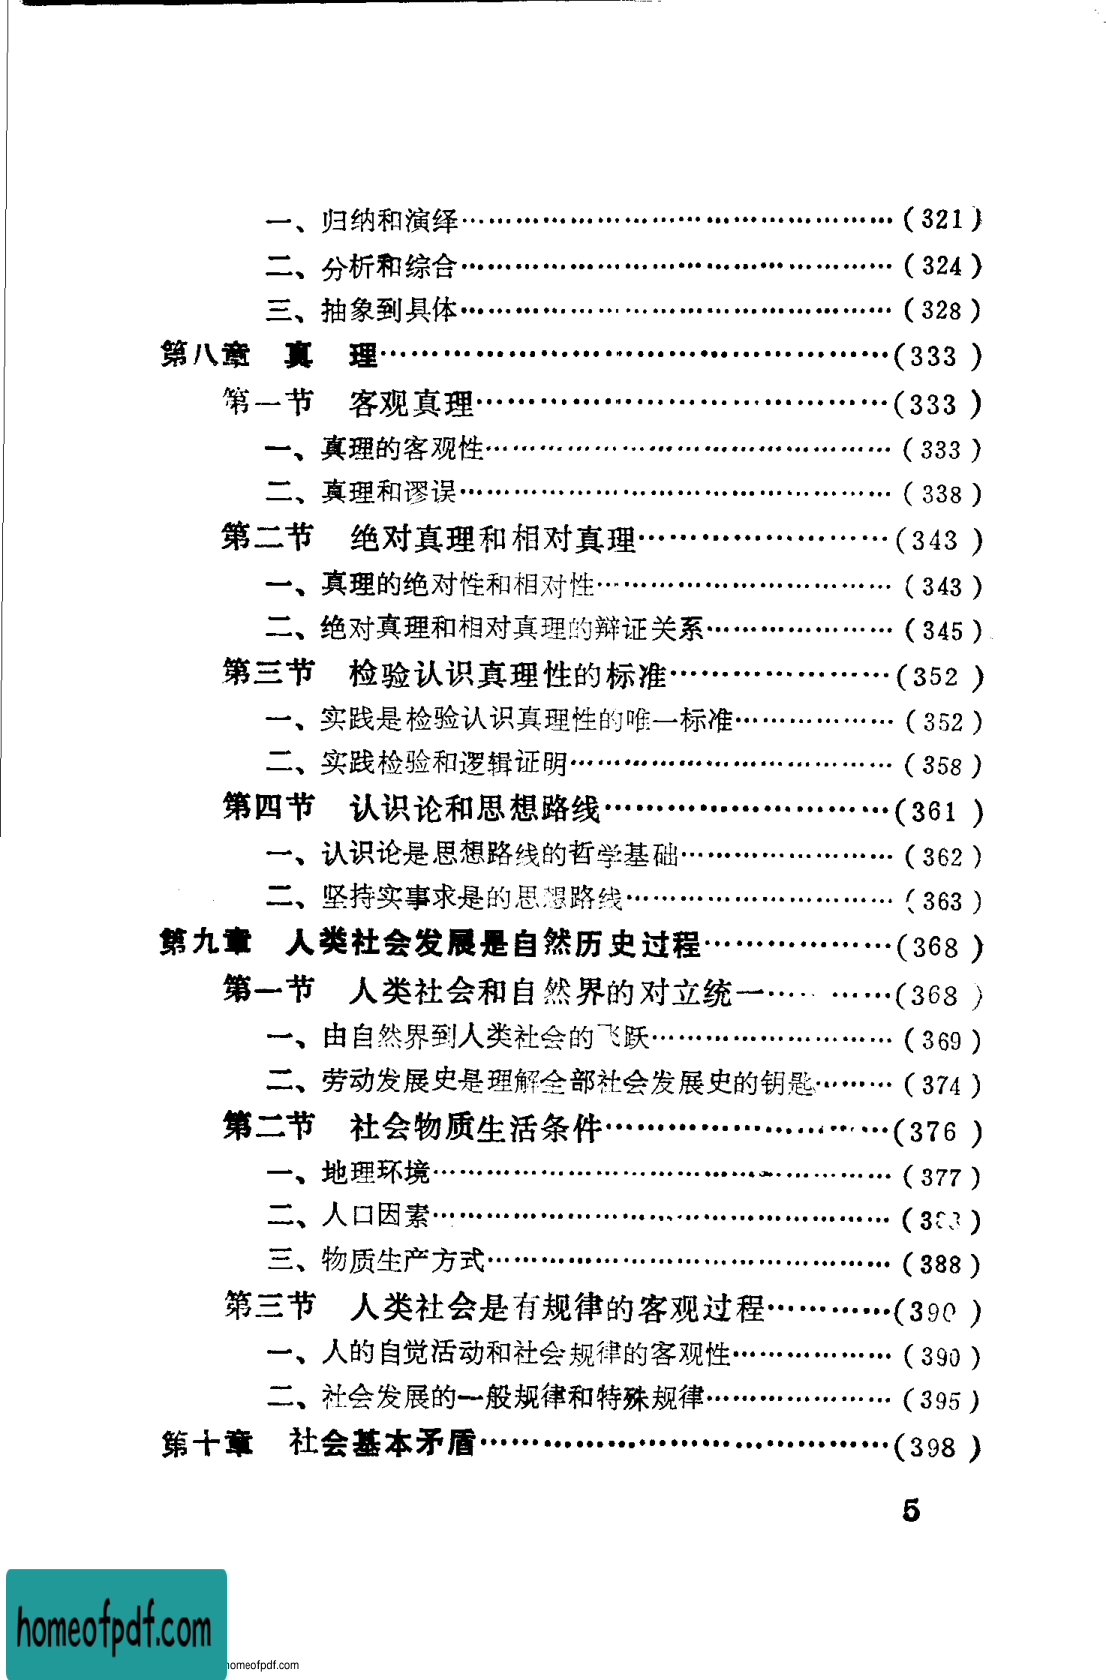 一、归纳和演绎…………………………………………(321)
二、分析和综合…………………………………………(324)
三、抽象到具体…………………………………………(328)
第八章 真 理…………………………………………(333)
第一节 客观真理…………………………………………(333)
一、真理的客观性…………………………………………(333)
二、真理和谬误…………………………………………(338)
第二节 绝对真理和相对真理……………………(343)
一、真理的绝对性和相对性…………………………(343)
二、绝对真理和相对真理的辩证关系…………………(345)
第三节 检验认识真理性的标准…………………(352)
一、实践是检验认识真理性的唯一标准………………(352)
二、实践检验和逻辑证明……………………………(358)
第四节 认识论和思想路线………………………(361)
一、认识论是思想路线的哲学基础……………………(362)
二、坚持实事求是的思想路线………………………(363)
第九章 人类社会发展是自然历史过程………………(368)
第一节 人类社会和自然界的对立统一…………(368)
一、由自然界到人类社会的飞跃………………………(369)
二、劳动发展史是理解全部社会发展史的钥匙………(374)
第二节 社会物质生活条件………………………(376)
一、地理环境…………………………………………(377)
二、人口因素…………………………………………
三、物质生产方式……………………………………(388)
第三节 人类社会是有规律的客观过程…………(390)
一、人的自觉活动和社会规律的客观性………………(390)
二、社会发展的一般规律和特殊规律…………………(395)
第十章 社会基本矛盾……………………………………(398)
5
homeofpdf.com
homeofpdf.com